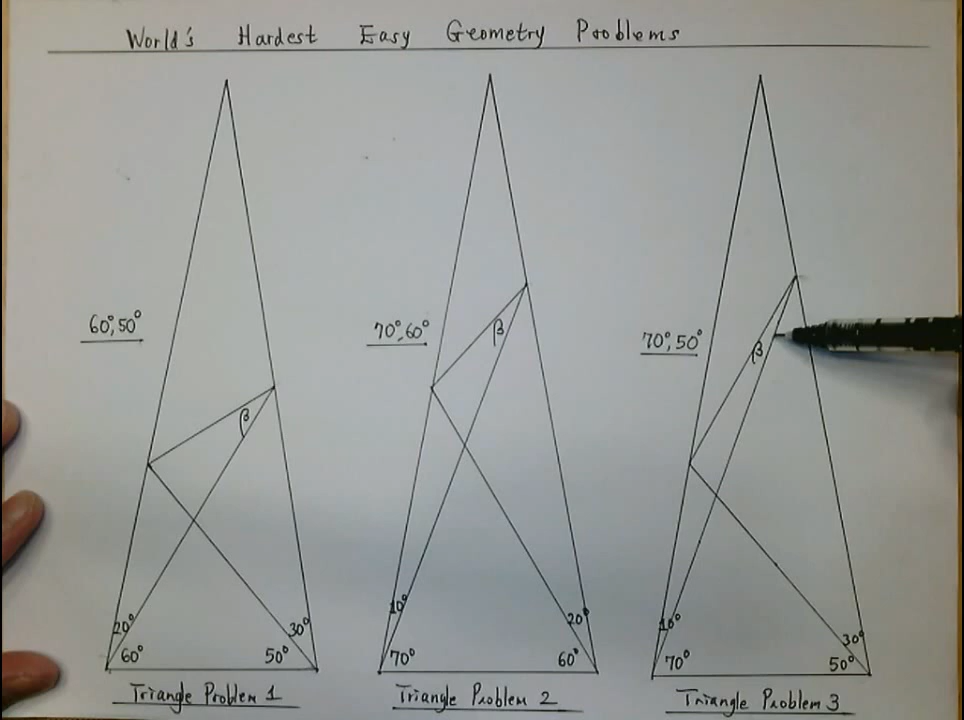 World's Hardest Easy Geometry Problems
60°, 50°
β
20°
30°
60°
50°
Triangle Problem 1
70°, 60°
β
10°
20°
70°
60°
Triangle Problem 2
70°, 50°
β
10°
30°
70°
50°
Triangle Problem 3